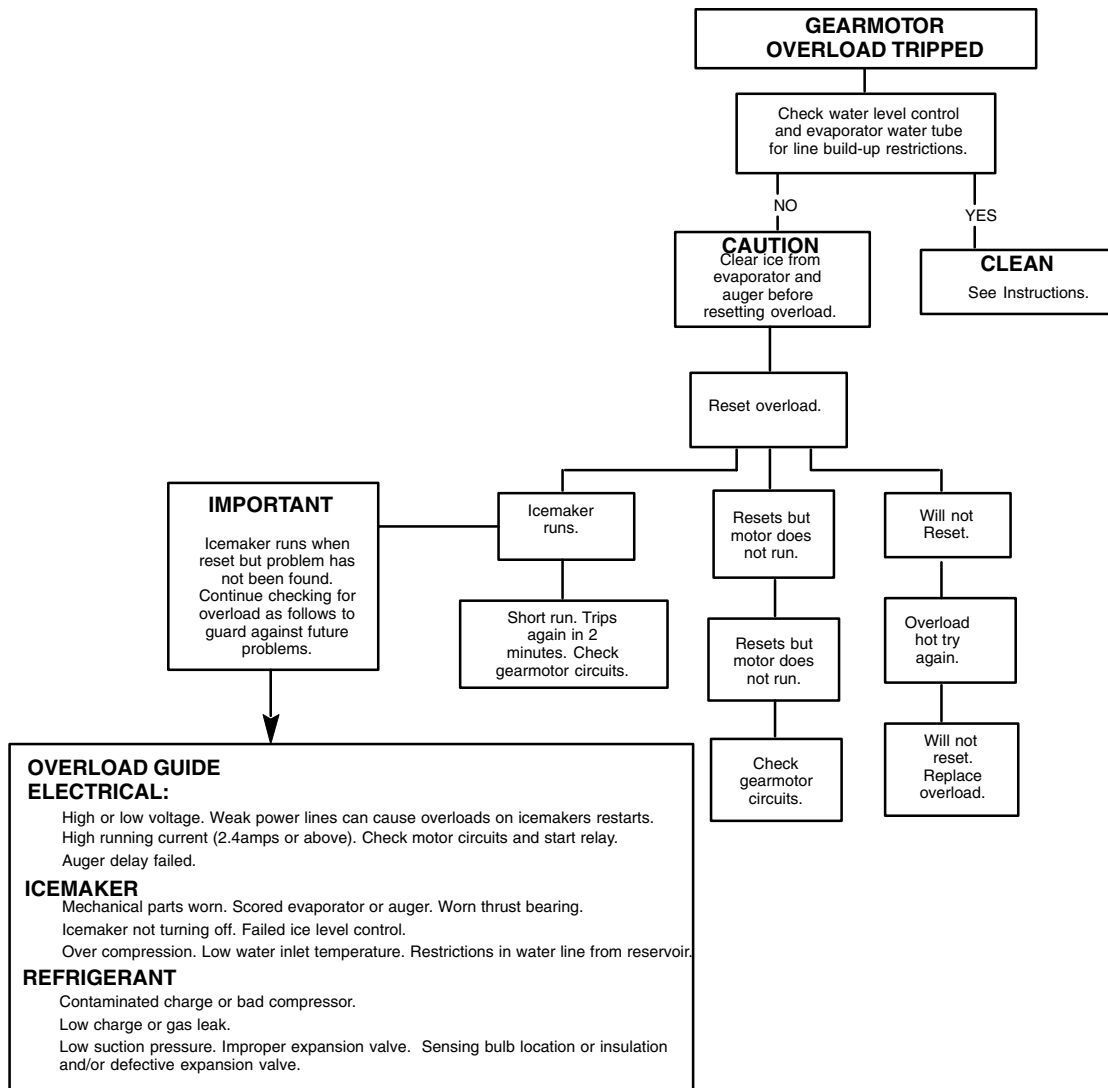 GEARMOTOR
OVERLOAD TRIPPED
Check water level control
and evaporator water tube
for line build-up restrictions.
NO
YES
CAUTION
Clear ice from
evaporator and
auger before
resetting overload.
CLEAN
See Instructions.
Reset overload.
IMPORTANT
Icemaker runs when
reset but problem has
not been found.
Continue checking for
overload as follows to
guard against future
problems.
Icemaker
runs.
Short run. Trips
again in 2
minutes. Check
gearmotor circuits.
Resets but
motor does
not run.
Resets but
motor does
not run.
Check
gearmotor
circuits.
Will not
Reset.
Overload
hot try
again.
Will not
reset.
Replace
overload.
OVERLOAD GUIDE
ELECTRICAL:
High or low voltage. Weak power lines can cause overloads on icemakers restarts.
High running current (2.4amps or above). Check motor circuits and start relay.
Auger delay failed.
ICEMAKER
Mechanical parts worn. Scored evaporator or auger. Worn thrust bearing.
Icemaker not turning off. Failed ice level control.
Over compression. Low water inlet temperature. Restrictions in water line from reservoir.
REFRIGERANT
Contaminated charge or bad compressor.
Low charge or gas leak.
Low suction pressure. Improper expansion valve. Sensing bulb location or insulation
and/or defective expansion valve.